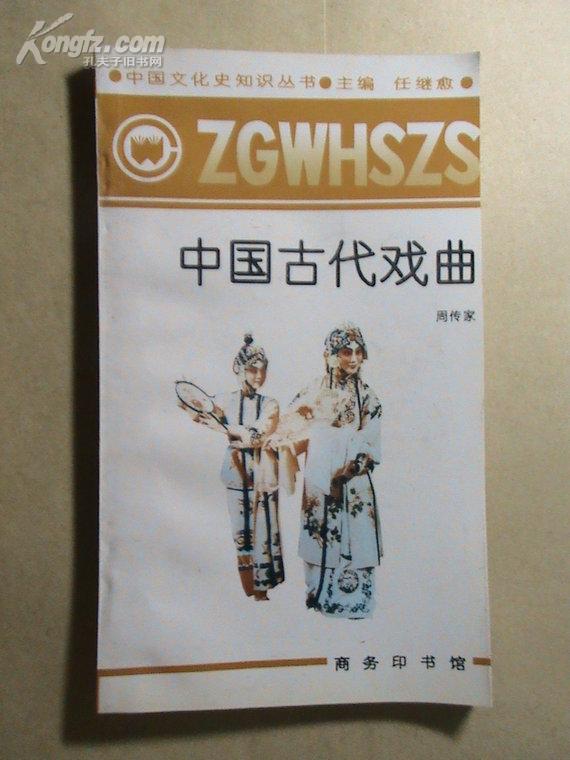 Kongfz.com
孔夫子旧书网
●中国文化史知识丛书●主编 任继愈●
ZGWHSZS
中国古代戏曲
周传家
商务印书馆